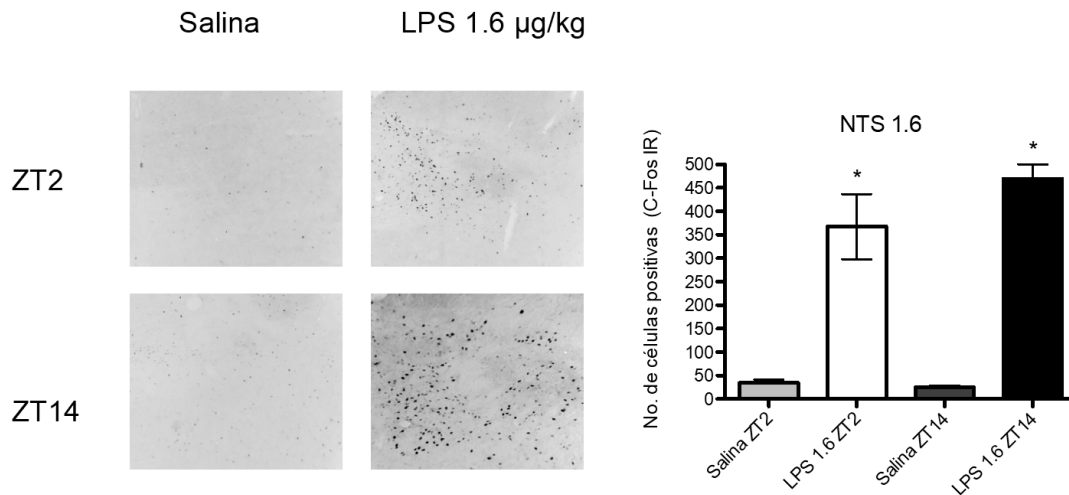 Salina
LPS 1.6 µg/kg
ZT2
ZT14
NTS 1.6
No. de células positivas (C-Fos IR)
500
450
400
350
300
250
200
150
100
50
0
*
*
Salina ZT2
LPS 1.6 ZT2
Salina ZT14
LPS 1.6 ZT14